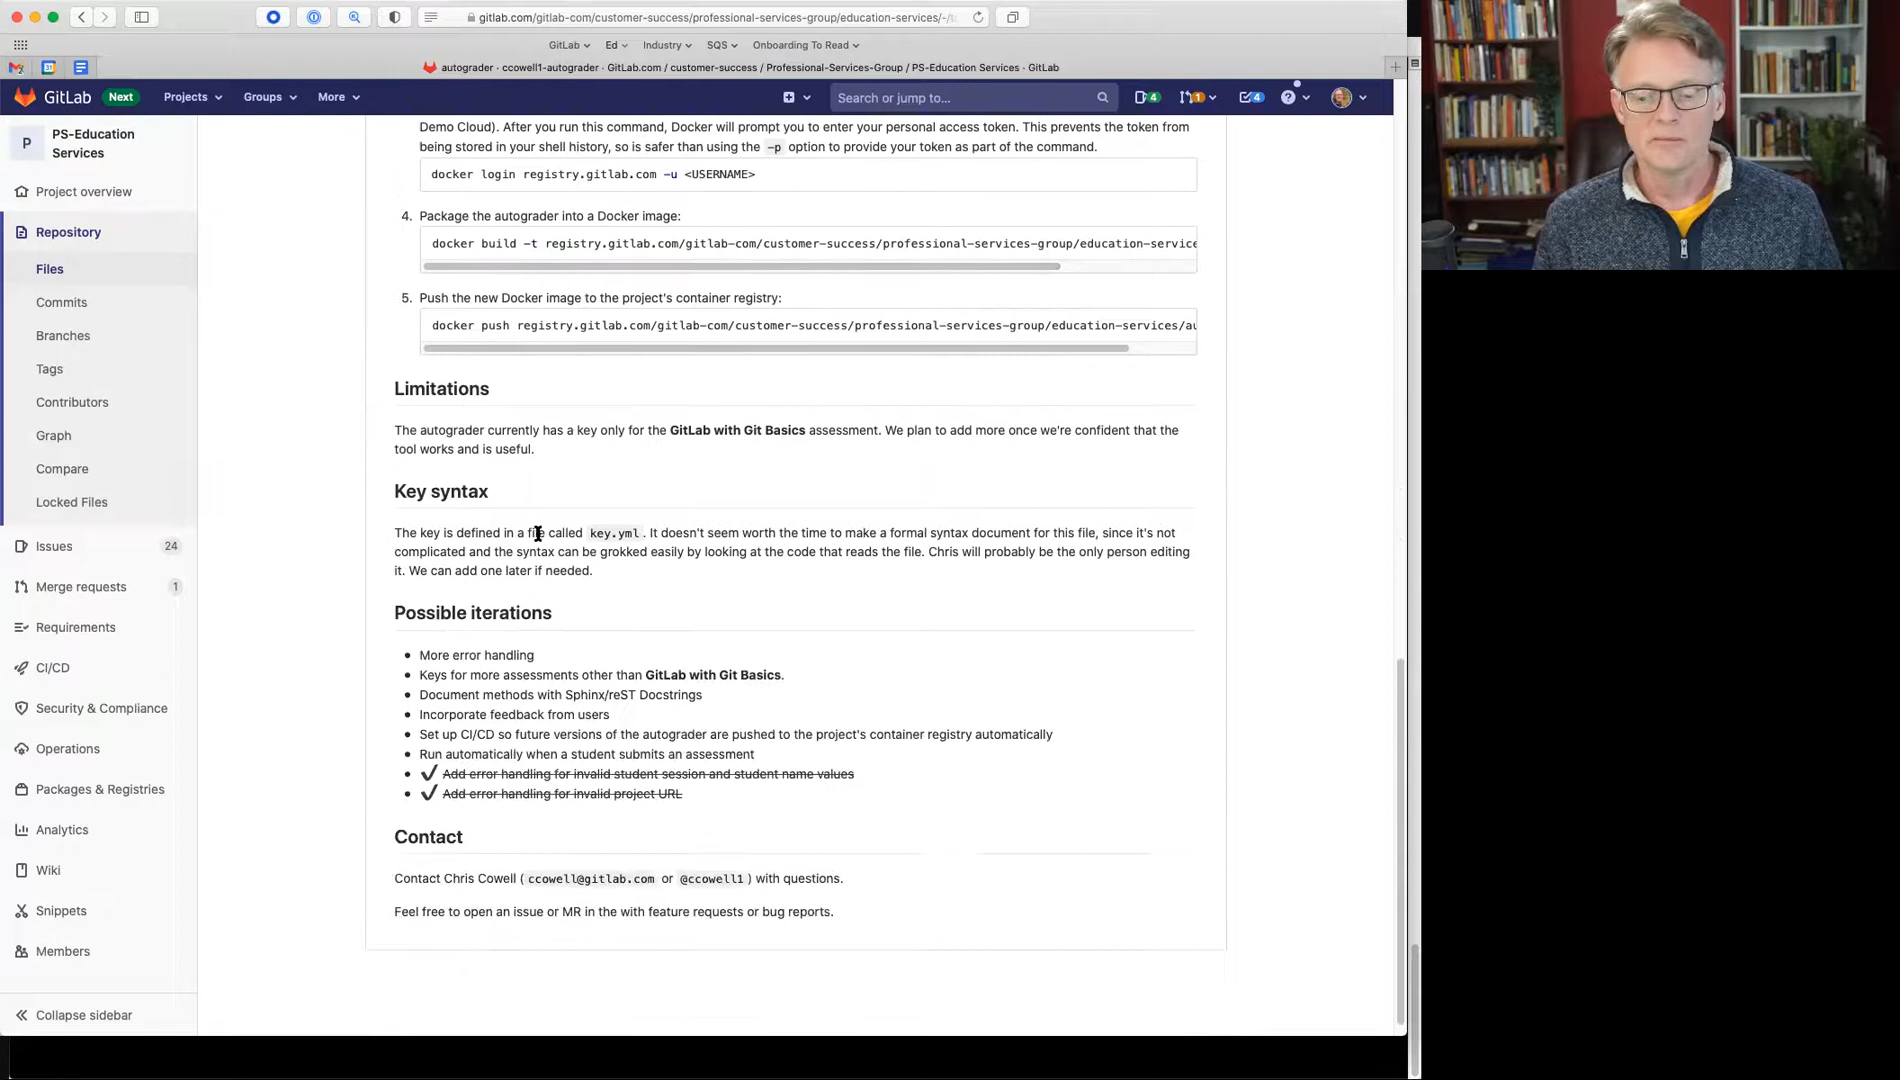 gitlab.com/gitlab-com/customer-success/professional-services-group/education-services/-/
GitLab Ed Industry SQS Onboarding To Read
autograder · ccowell1-autograder · GitLab.com / customer-success / Professional-Services-Group / PS-Education Services · GitLab
GitLab Next Projects Groups More Search or jump to... 4 1 4
P PS-Education Services
Project overview
Repository
Files
Commits
Branches
Tags
Contributors
Graph
Compare
Locked Files
Issues 24
Merge requests 1
Requirements
CI/CD
Security & Compliance
Operations
Packages & Registries
Analytics
Wiki
Snippets
Members
Collapse sidebar
Demo Cloud). After you run this command, Docker will prompt you to enter your personal access token. This prevents the token from
being stored in your shell history, so is safer than using the -p option to provide your token as part of the command.
docker login registry.gitlab.com -u <USERNAME>
4. Package the autograder into a Docker image:
docker build -t registry.gitlab.com/gitlab-com/customer-success/professional-services-group/education-service
5. Push the new Docker image to the project's container registry:
docker push registry.gitlab.com/gitlab-com/customer-success/professional-services-group/education-services/au
Limitations
The autograder currently has a key only for the GitLab with Git Basics assessment. We plan to add more once we're confident that the
tool works and is useful.
Key syntax
The key is defined in a file called key.yml. It doesn't seem worth the time to make a formal syntax document for this file, since it's not
complicated and the syntax can be grokked easily by looking at the code that reads the file. Chris will probably be the only person editing
it. We can add one later if needed.
Possible iterations
• More error handling
• Keys for more assessments other than GitLab with Git Basics.
• Document methods with Sphinx/reST Docstrings
• Incorporate feedback from users
• Set up CI/CD so future versions of the autograder are pushed to the project's container registry automatically
• Run automatically when a student submits an assessment
• ✔ Add error handling for invalid student session and student name values
• ✔ Add error handling for invalid project URL
Contact
Contact Chris Cowell (ccowell@gitlab.com or @ccowell1) with questions.
Feel free to open an issue or MR in the with feature requests or bug reports.